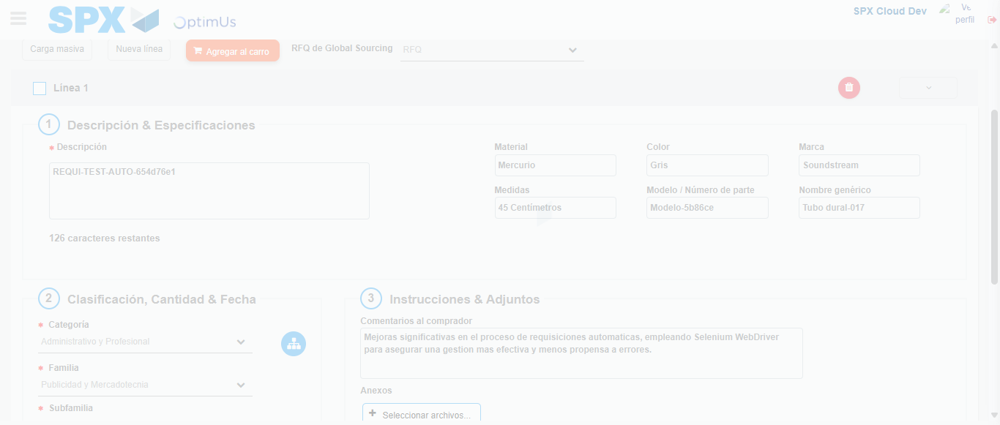 SPX
OptimUs
SPX Cloud Dev
Ve
perfil
Carga masiva
Nueva línea
Agregar al carro
RFQ de Global Sourcing
RFQ
Línea 1
1
Descripción & Especificaciones
* Descripción
REQUI-TEST-AUTO-654d76e1
126 caracteres restantes
Material
Mercurio
Color
Gris
Marca
Soundstream
Medidas
45 Centímetros
Modelo / Número de parte
Modelo-5b86ce
Nombre genérico
Tubo dural-017
2
Clasificación, Cantidad & Fecha
* Categoría
Administrativo y Profesional
* Familia
Publicidad y Mercadotecnia
* Subfamilia
3
Instrucciones & Adjuntos
Comentarios al comprador
Mejoras significativas en el proceso de requisiciones automaticas, empleando Selenium WebDriver
para asegurar una gestion mas efectiva y menos propensa a errores.
Anexos
+ Seleccionar archivos...